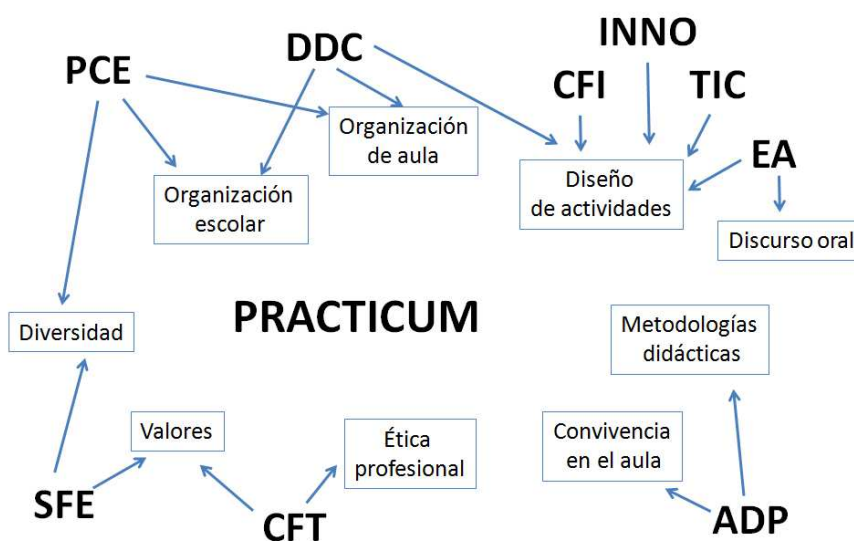 INNO
DDC
PCE
CFI
TIC
Organización
de aula
EA
Organización
escolar
Diseño
de actividades
Discurso oral
PRACTICUM
Diversidad
Metodologías
didácticas
Valores
Ética
profesional
Convivencia
en el aula
SFE
CFT
ADP